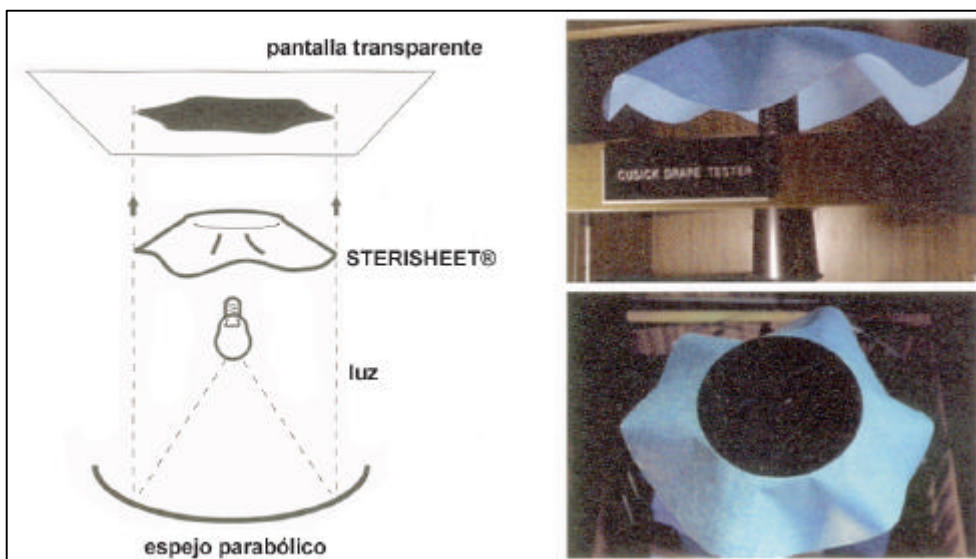 pantalla transparente
STERISHEET®
luz
espejo parabólico
CUSICK DRAPE TESTER